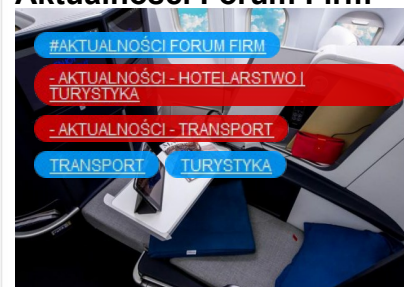 Aktualności Forum Firm
#AKTUALNOŚCI FORUM FIRM
- AKTUALNOŚCI - HOTELARSTWO |
TURYSTYKA
- AKTUALNOŚCI - TRANSPORT
TRANSPORT TURYSTYKA